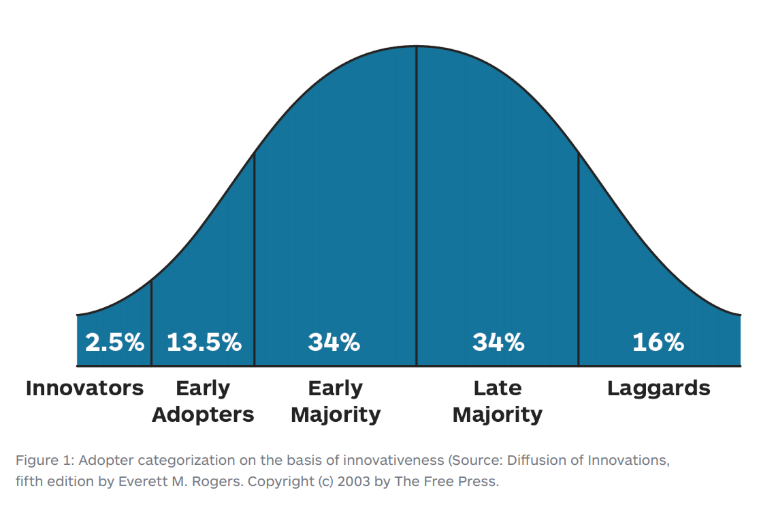 2.5% 13.5% 34% 34% 16%
Innovators Early Early Late Laggards
Adopters Majority Majority
Figure 1: Adopter categorization on the basis of innovativeness (Source: Diffusion of Innovations,
fifth edition by Everett M. Rogers. Copyright (c) 2003 by The Free Press.